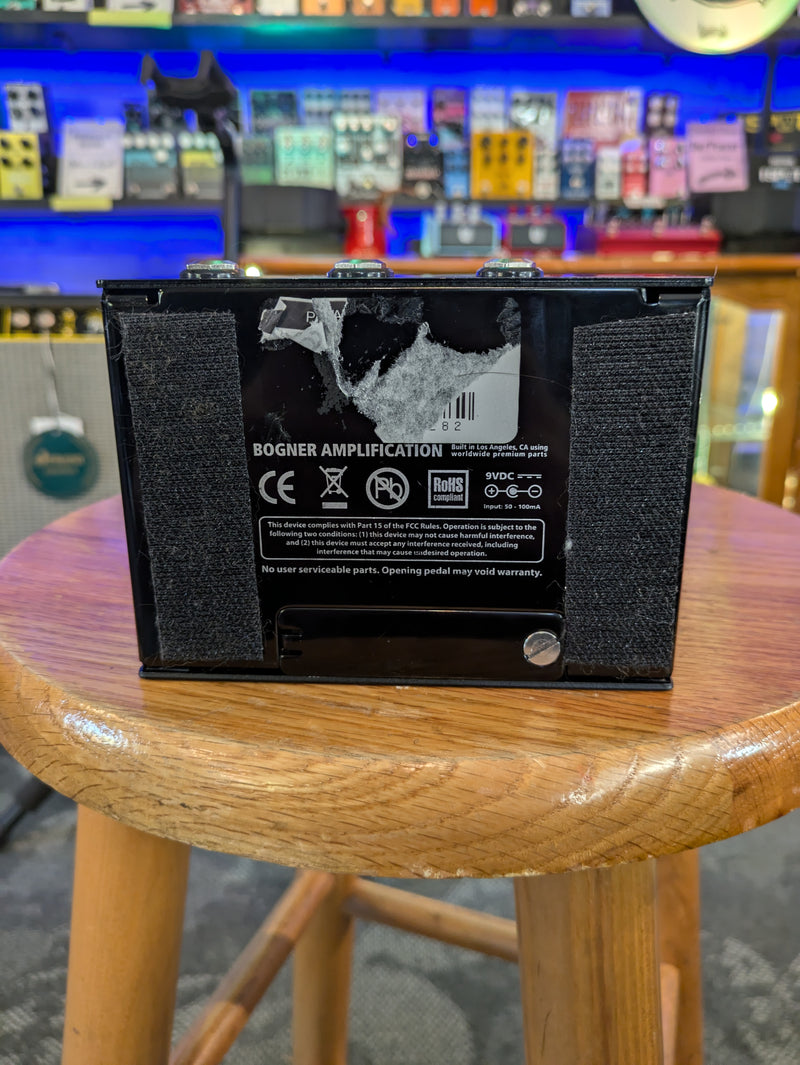 PA
282
BOGNER AMPLIFICATION
Built in Los Angeles, CA using
worldwide premium parts
CE
Pb
RoHS
compliant
9VDC
Input: 50 - 100mA
This device complies with Part 15 of the FCC Rules. Operation is subject to the
following two conditions: (1) this device may not cause harmful interference,
and (2) this device must accept any interference received, including
interference that may cause undesired operation.
No user serviceable parts. Opening pedal may void warranty.